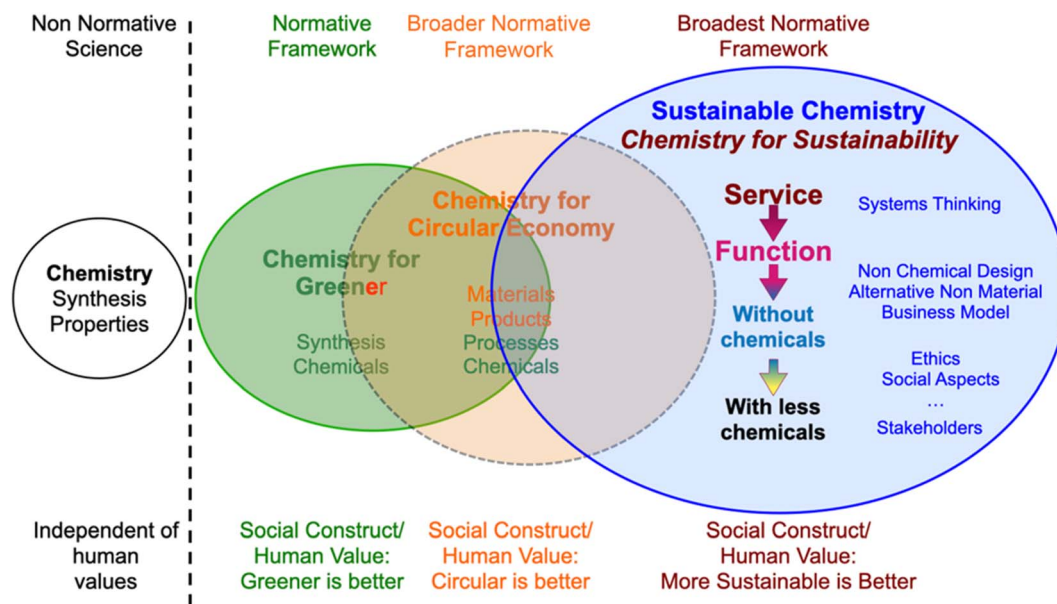 Non Normative
Science
Normative
Framework
Broader Normative
Framework
Broadest Normative
Framework
Chemistry
Synthesis
Properties
Chemistry for
Greener
Synthesis
Chemicals
Chemistry for
Circular Economy
Materials
Products
Processes
Chemicals
Sustainable Chemistry
Chemistry for Sustainability
Service
Function
Without
chemicals
With less
chemicals
Systems Thinking
Non Chemical Design
Alternative Non Material
Business Model
Ethics
Social Aspects
...
Stakeholders
Independent of
human
values
Social Construct/
Human Value:
Greener is better
Social Construct/
Human Value:
Circular is better
Social Construct/
Human Value:
More Sustainable is Better